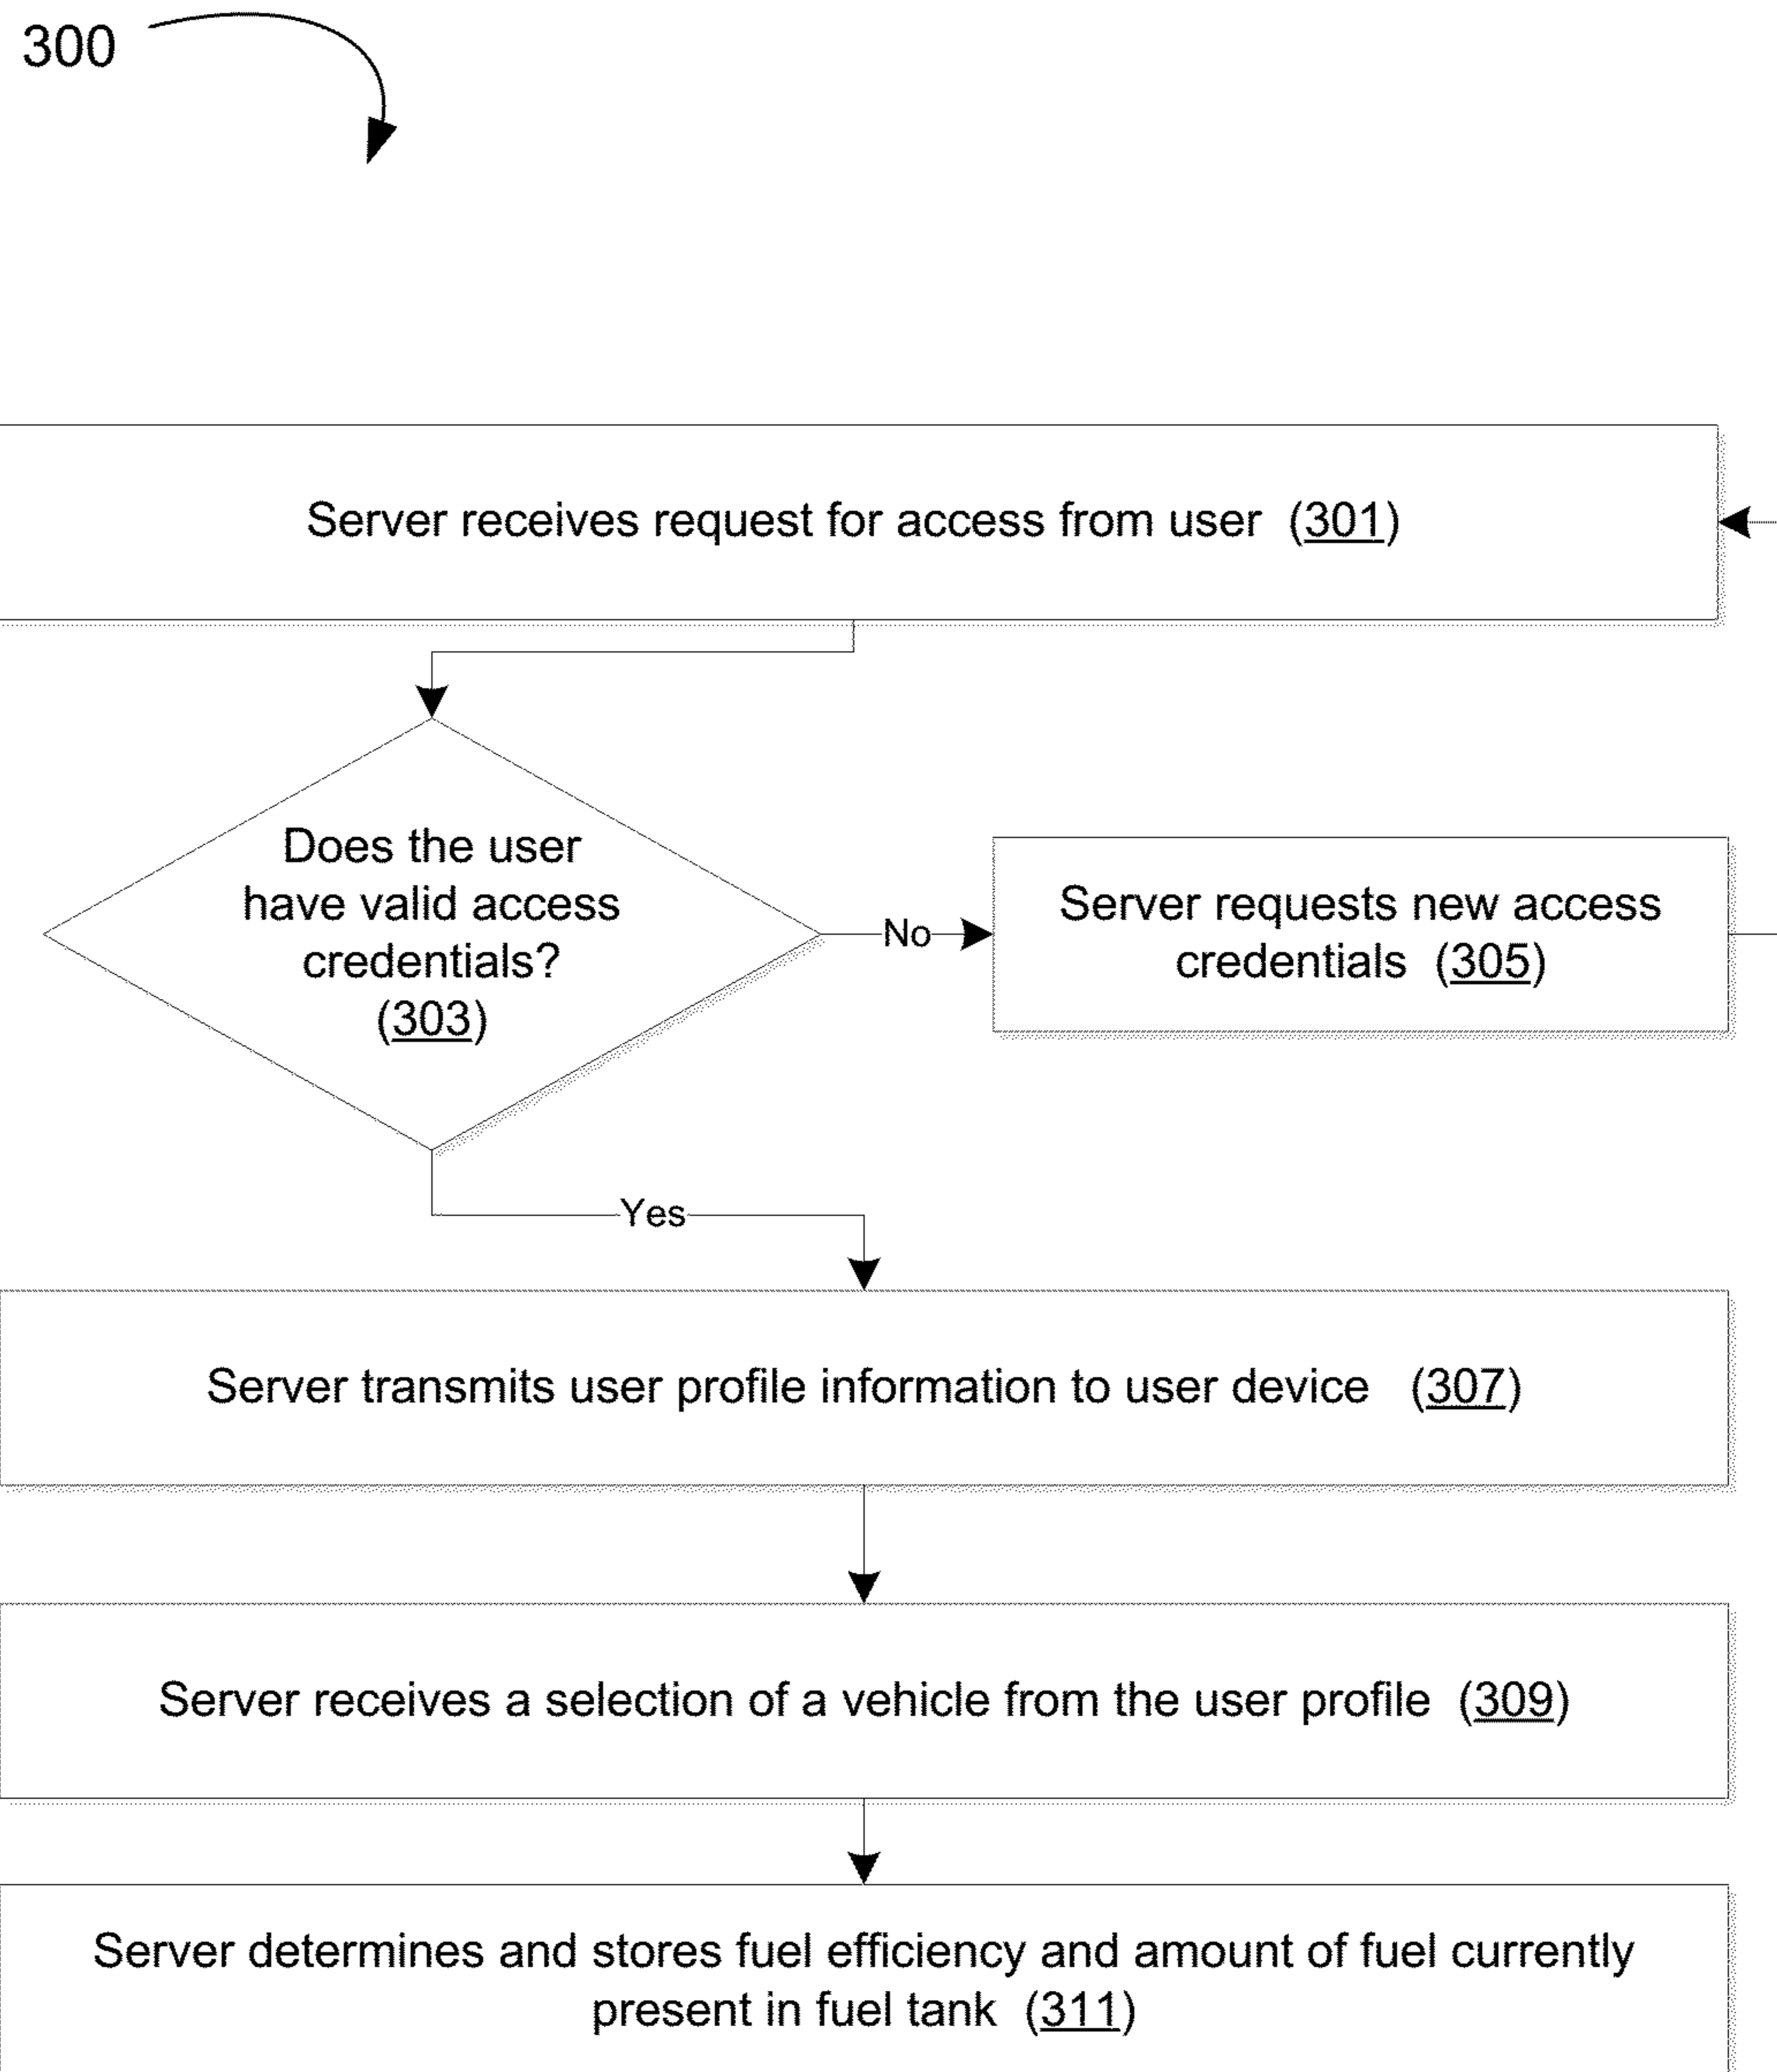 300
Server receives request for access from user (301)
Does the user
have valid access
credentials?
(303)
No
Server requests new access
credentials (305)
Yes
Server transmits user profile information to user device (307)
Server receives a selection of a vehicle from the user profile (309)
Server determines and stores fuel efficiency and amount of fuel currently
present in fuel tank (311)